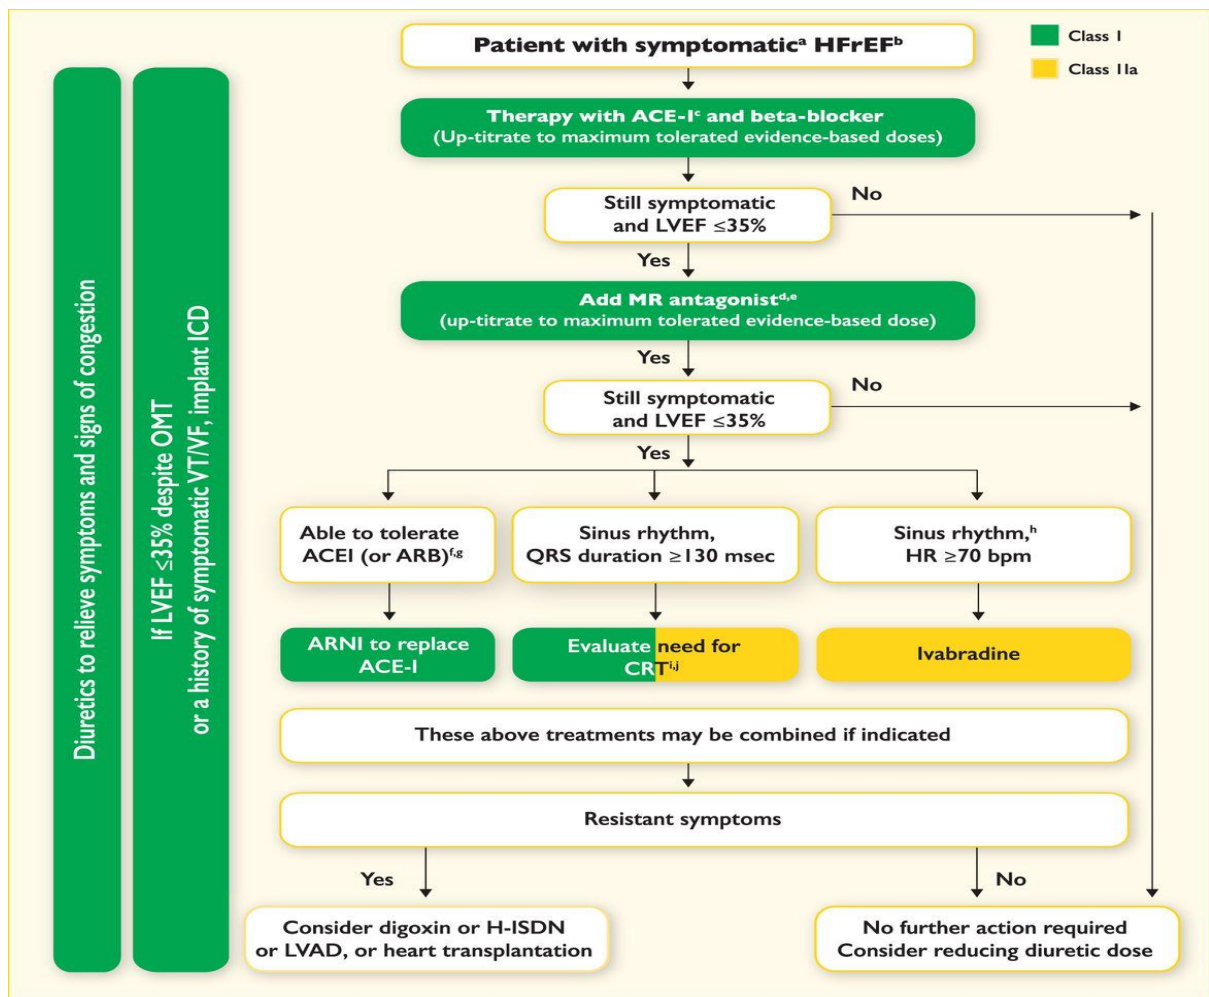 Patient with symptomaticᵃ HFrEFᵇ
Class I
Class IIa
Therapy with ACE-Iᶜ and beta-blocker
(Up-titrate to maximum tolerated evidence-based doses)
Still symptomatic
and LVEF ≤35%
No
Yes
Add MR antagonistᵈ,ᵉ
(up-titrate to maximum tolerated evidence-based dose)
Yes
Still symptomatic
and LVEF ≤35%
No
Yes
Able to tolerate
ACEI (or ARB)ᶠ,ᵍ
Sinus rhythm,
QRS duration ≥130 msec
Sinus rhythm,ʰ
HR ≥70 bpm
ARNI to replace
ACE-I
Evaluate need for
CRTⁱ,ʲ
Ivabradine
These above treatments may be combined if indicated
Resistant symptoms
Yes
No
Consider digoxin or H-ISDN
or LVAD, or heart transplantation
No further action required
Consider reducing diuretic dose
Diuretics to relieve symptoms and signs of congestion
If LVEF ≤35% despite OMT
or a history of symptomatic VT/VF, implant ICD